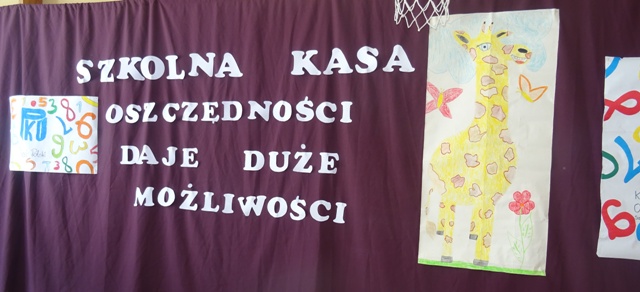 SZKOLNA KASA
OSZCZĘDNOŚCI
DAJE DUŻE
MOŻLIWOŚCI